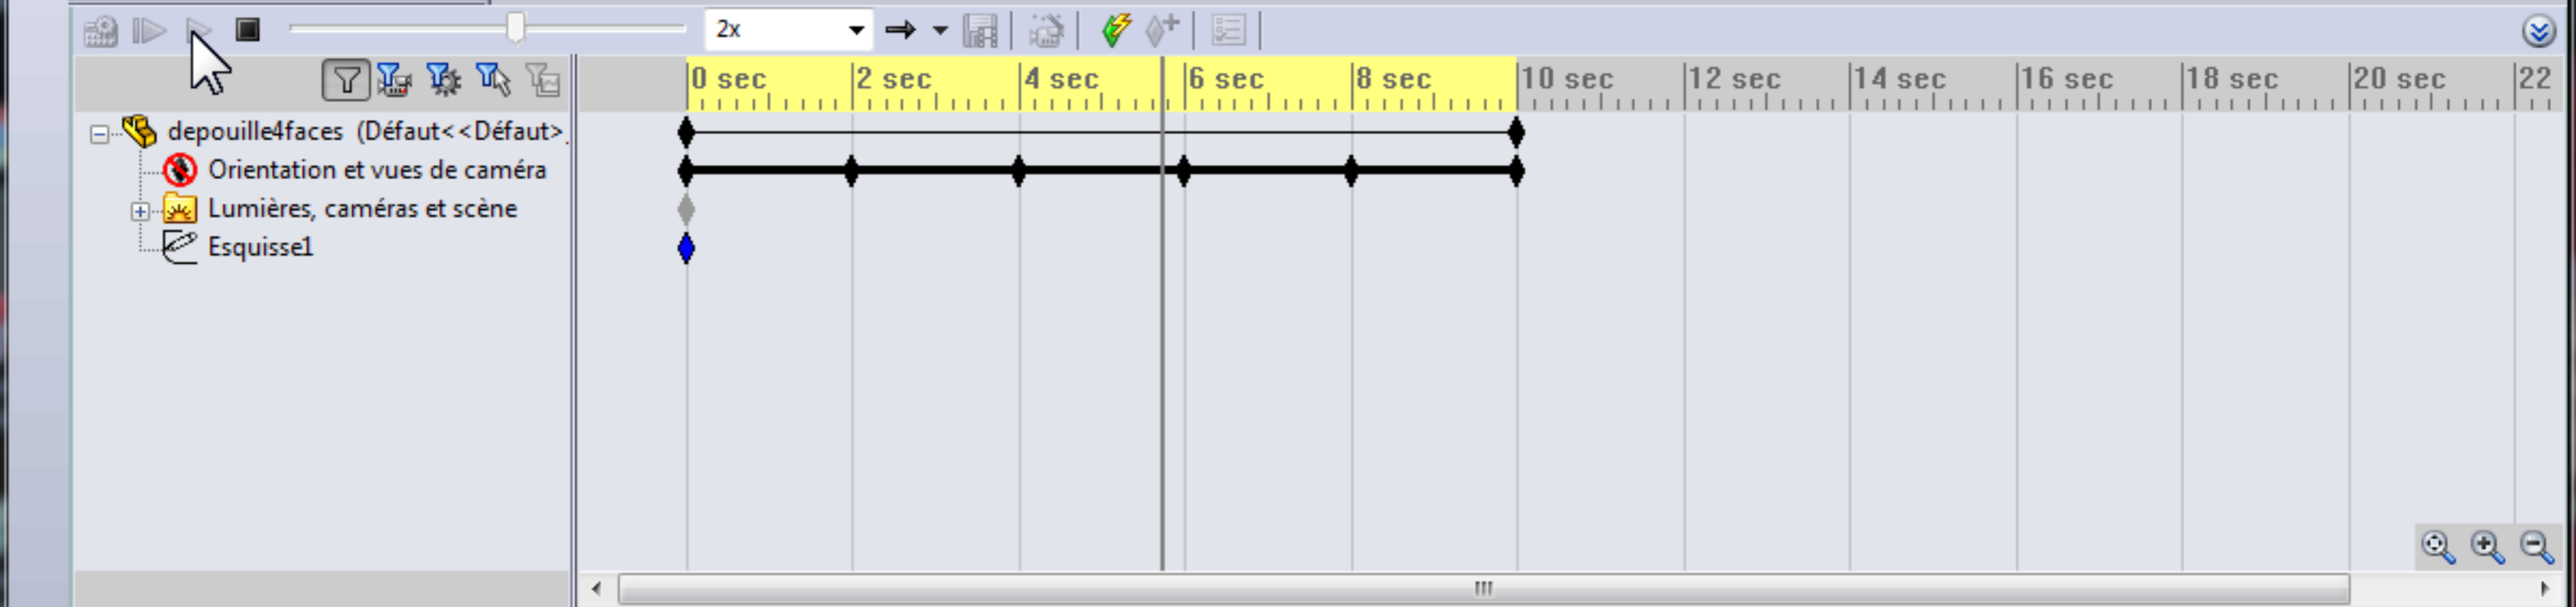 2x
0 sec 2 sec 4 sec 6 sec 8 sec 10 sec 12 sec 14 sec 16 sec 18 sec 20 sec 22
depouille4faces (Défaut<<Défaut>.
Orientation et vues de caméra
Lumières, caméras et scène
Esquisse1